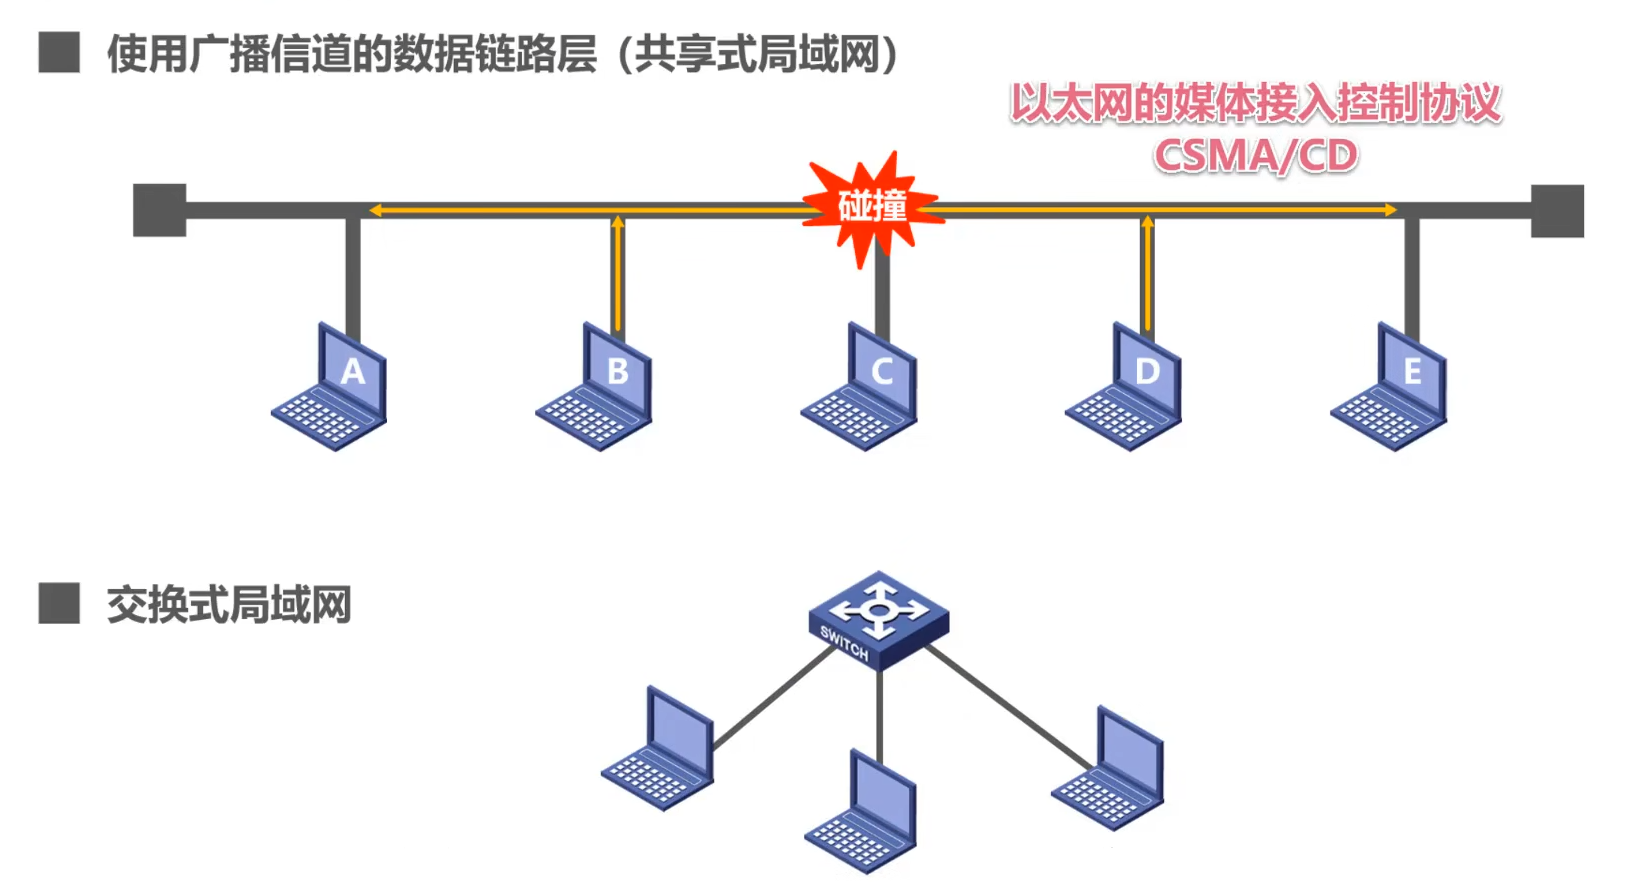 使用广播信道的数据链路层（共享式局域网）
以太网的媒体接入控制协议
CSMA/CD
碰撞
A
B
C
D
E
交换式局域网
SWITCH